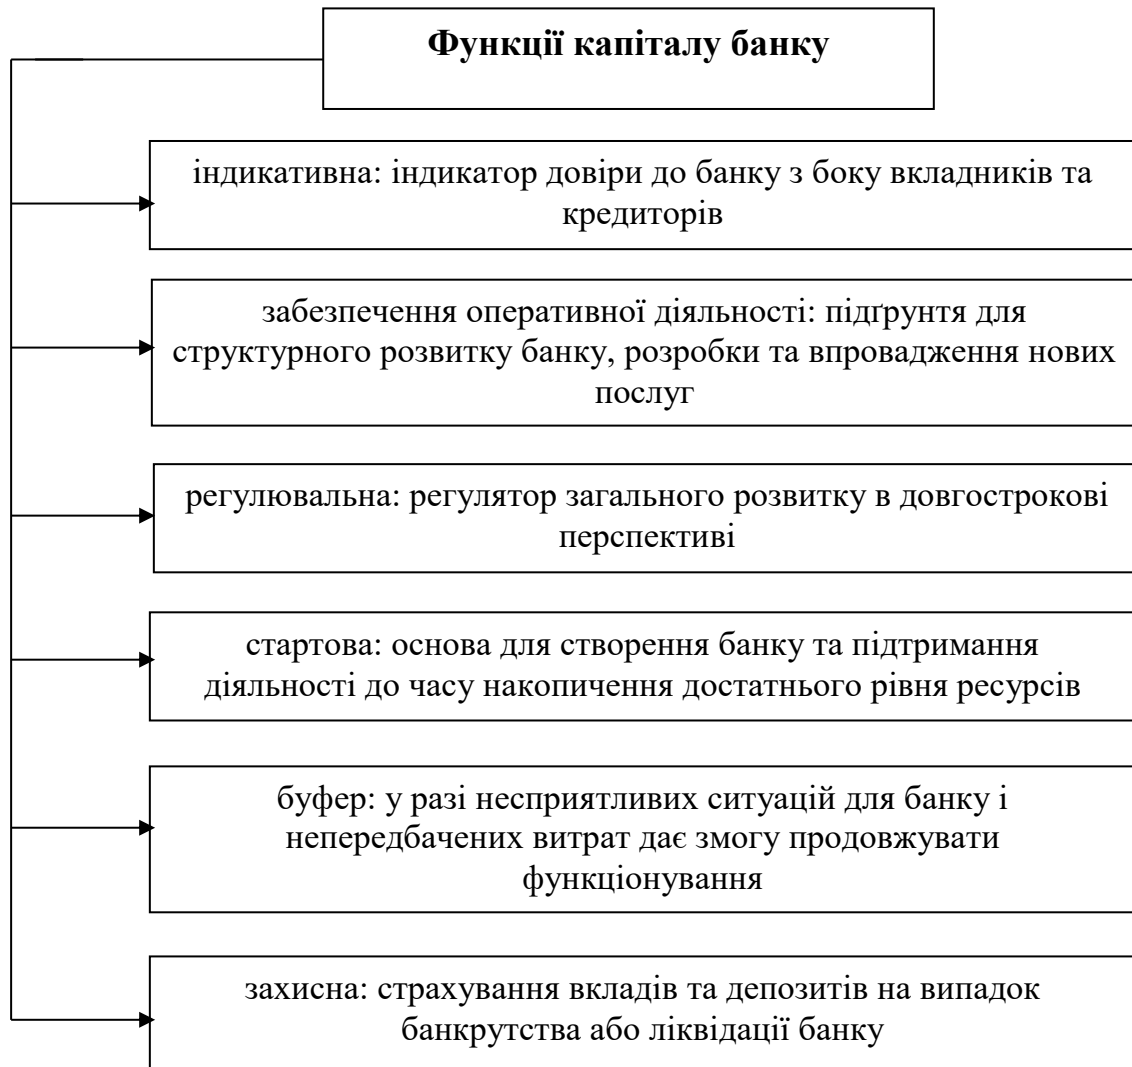 Функції капіталу банку
індикативна: індикатор довіри до банку з боку вкладників та
кредиторів
забезпечення оперативної діяльності: підґрунтя для
структурного розвитку банку, розробки та впровадження нових
послуг
регулювальна: регулятор загального розвитку в довгострокові
перспективі
стартова: основа для створення банку та підтримання
діяльності до часу накопичення достатнього рівня ресурсів
буфер: у разі несприятливих ситуацій для банку і
непередбачених витрат дає змогу продовжувати
функціонування
захисна: страхування вкладів та депозитів на випадок
банкрутства або ліквідації банку